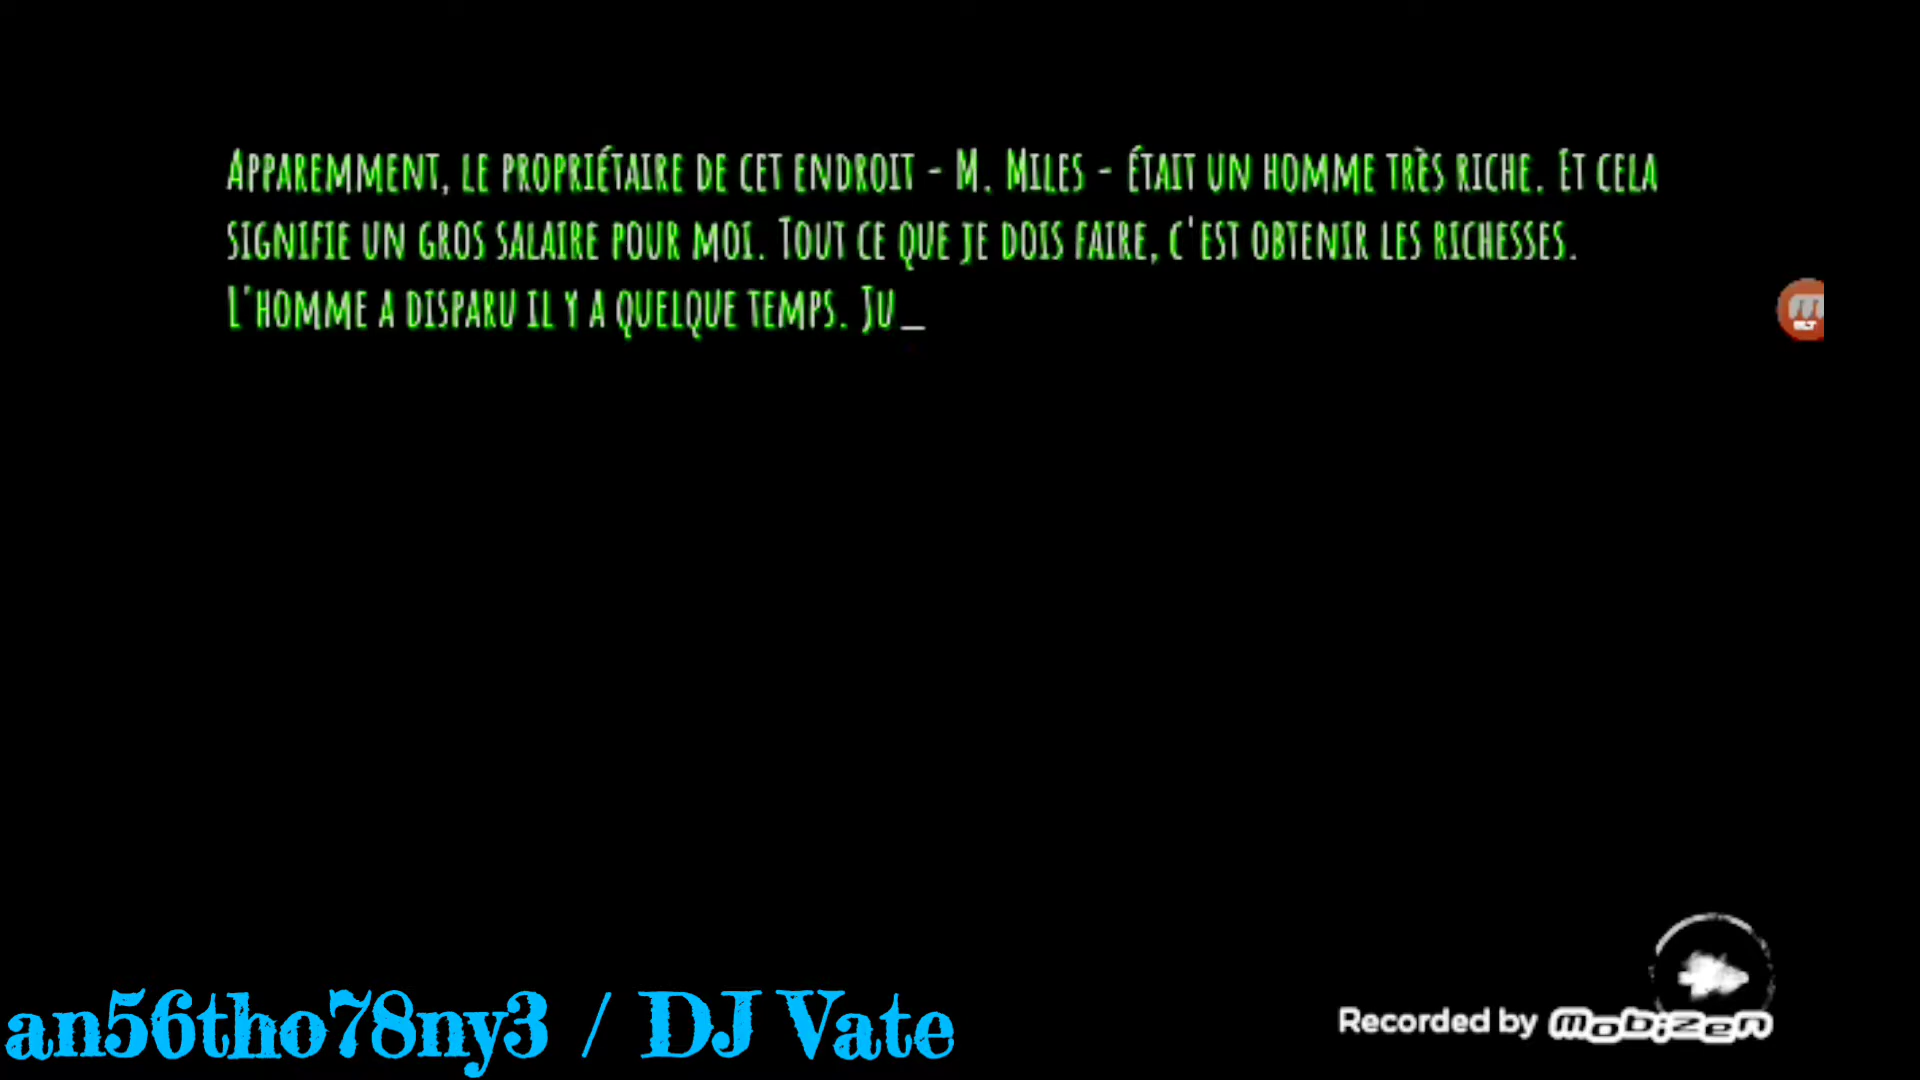 Apparemment, le propriétaire de cet endroit - M. Miles - était un homme très riche. Et cela
signifie un gros salaire pour moi. Tout ce que je dois faire, c'est obtenir les richesses.
L'homme a disparu il y a quelque temps. Ju_
an56tho78ny3 / DJ Vate
Recorded by mobizen